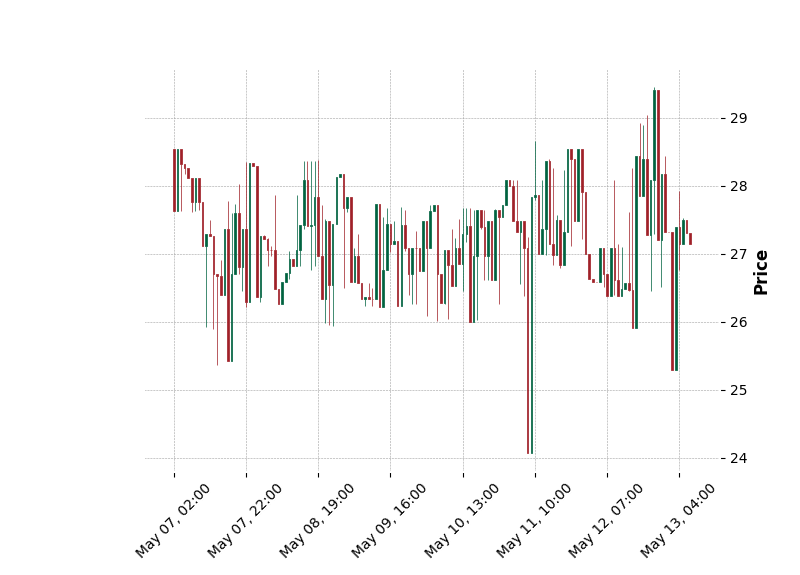 29
28
27
26
25
24
Price
May 07, 02:00
May 07, 22:00
May 08, 19:00
May 09, 16:00
May 10, 13:00
May 11, 10:00
May 12, 07:00
May 13, 04:00